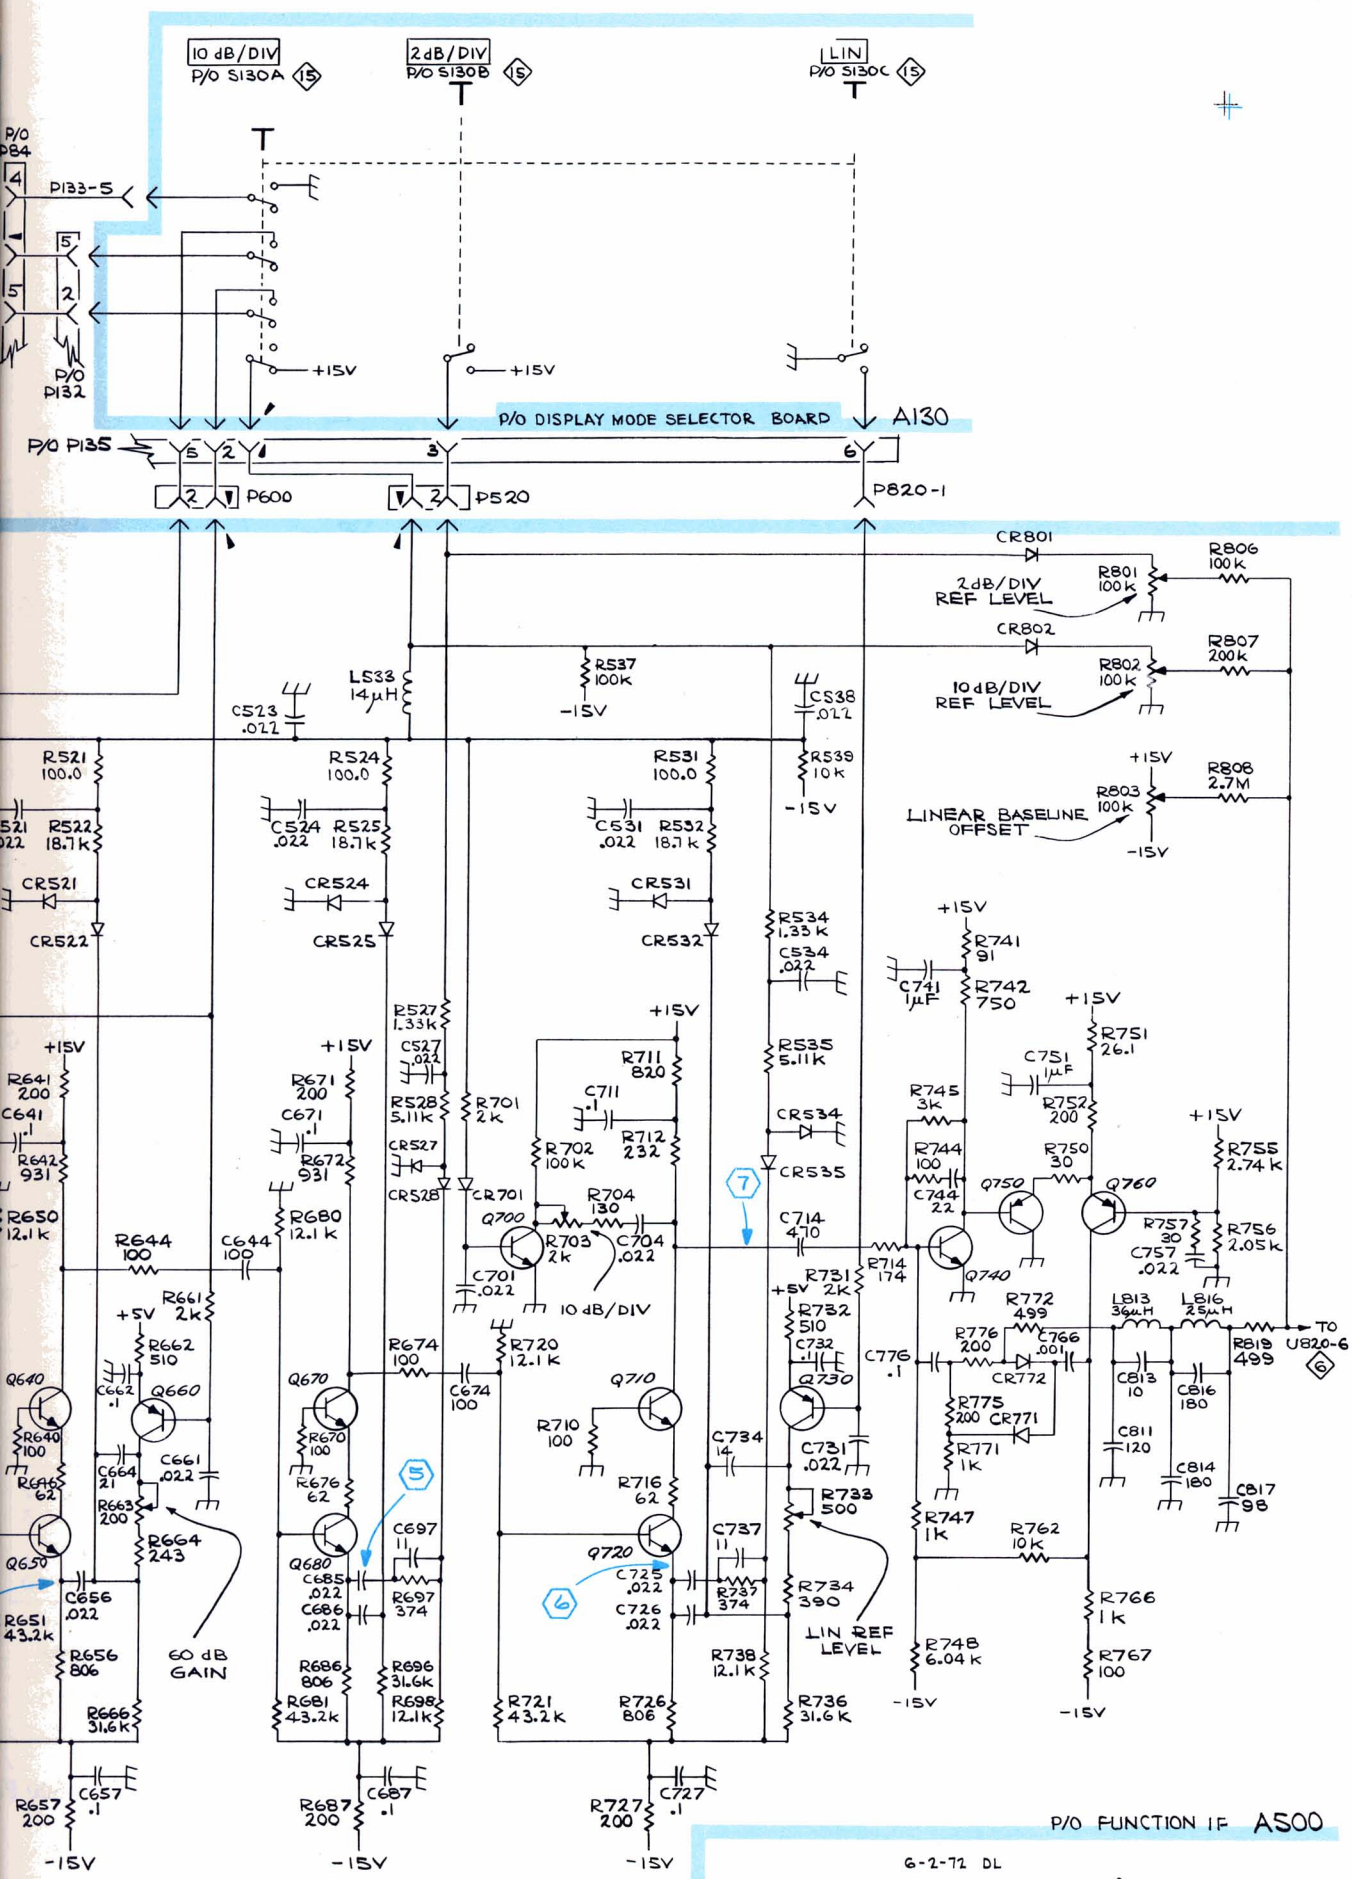 10 dB/DIV
P/O S130A 15
2dB/DIV
P/O S130B 15
LIN
P/O S130C 15
P/O
P84
4
P133-5
5
5
2
P/O
P132
+15V
+15V
P/O DISPLAY MODE SELECTOR BOARD A130
P/O P135
5 2 3 6
2 P600
2 P520
P820-1
CR801
R801
100K
R806
100K
2dB/DIV
REF LEVEL
CR802
R802
100K
R807
200K
10dB/DIV
REF LEVEL
L533
14μH
R537
100K
-15V
C523
.022
C538
.022
R521
100.0
R524
100.0
R531
100.0
R539
10K
-15V
+15V
R803
100K
R808
2.7M
LINEAR BASELINE
OFFSET
-15V
R522
18.7K
C524
.022
R525
18.7K
C531
.022
R532
18.7K
CR521
CR522
CR524
CR525
CR531
CR532
R534
1.33K
C534
.022
+15V
R741
91
C741
1μF
R742
750
+15V
R751
26.1
C751
1μF
R752
200
R527
1.33K
C527
.022
R528
5.11K
CR527
CR528
R701
2K
CR701
+15V
R711
820
C711
.1
R712
232
R702
100K
R535
5.11K
CR534
CR535
R745
3K
R744
100
C744
22
R750
30
Q750
Q760
+15V
R755
2.74K
R757
30
C757
.022
R756
2.05K
+15V
R641
200
C641
.1
R642
931
R650
12.1K
+15V
R671
200
C671
.1
R672
931
R680
12.1K
Q700
R703
2K
R704
130
C704
.022
7
C714
470
R714
174
Q740
R644
100
C644
100
R661
2K
C701
.022
10 dB/DIV
R731
2K
+5V
R732
510
C732
.1
Q730
+5V
R662
510
C662
.1
Q660
Q640
R640
100
R646
62
Q650
C664
21
R663
200
R664
243
C661
.022
R674
100
C674
100
R720
12.1K
Q670
R670
100
R676
62
5
Q680
Q710
R710
100
R716
62
Q720
6
C734
14
C731
.022
R733
500
R734
390
LIN REF
LEVEL
C776
.1
R776
200
R772
499
CR772
C766
.001
R775
200
CR771
R771
1K
L813
36μH
L816
25μH
R819
499
TO
U820-6
6
C813
10
C816
180
C811
120
C814
180
C817
98
R747
1K
R762
10K
R766
1K
R767
100
-15V
R748
6.04K
-15V
C656
.022
R651
43.2K
R656
806
R666
31.6K
60 dB
GAIN
C685
.022
C686
.022
C697
11
R697
374
R686
806
R681
43.2K
R696
31.6K
R698
12.1K
C725
.022
C726
.022
C737
11
R737
374
R738
12.1K
R721
43.2K
R726
806
R736
31.6K
R657
200
C657
.1
-15V
R687
200
C687
.1
-15V
R727
200
C727
.1
-15V
P/O FUNCTION IF A500
6-2-72 DL